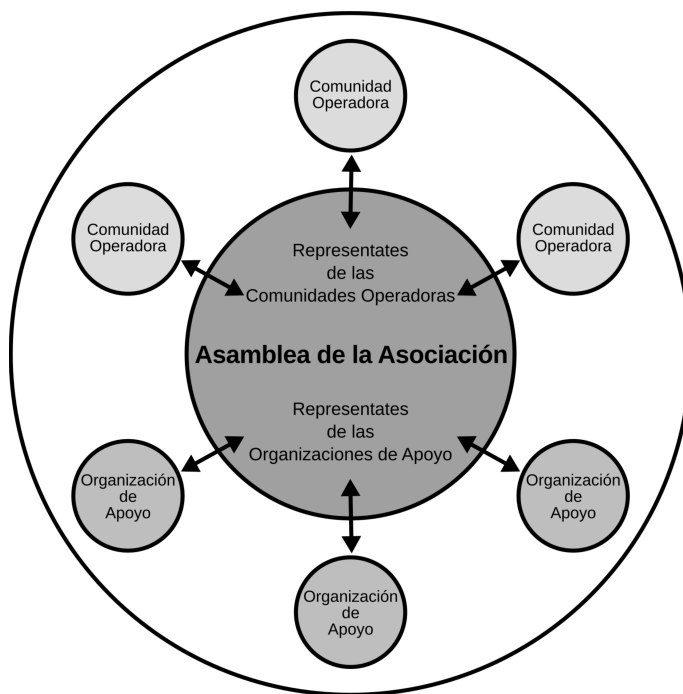 Comunidad
Operadora
Comunidad
Operadora
Comunidad
Operadora
Representates
de las
Comunidades Operadoras
Asamblea de la Asociación
Representates
de las
Organizaciones de Apoyo
Organización
de
Apoyo
Organización
de
Apoyo
Organización
de
Apoyo